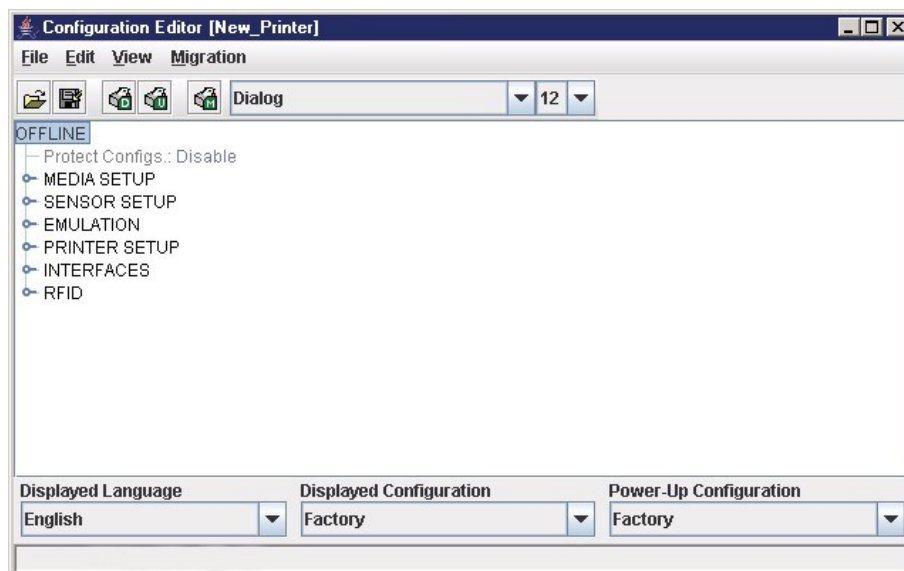 Configuration Editor [New_Printer]
File Edit View Migration
D U M Dialog 12
OFFLINE
Protect Configs.: Disable
MEDIA SETUP
SENSOR SETUP
EMULATION
PRINTER SETUP
INTERFACES
RFID
Displayed Language Displayed Configuration Power-Up Configuration
English Factory Factory